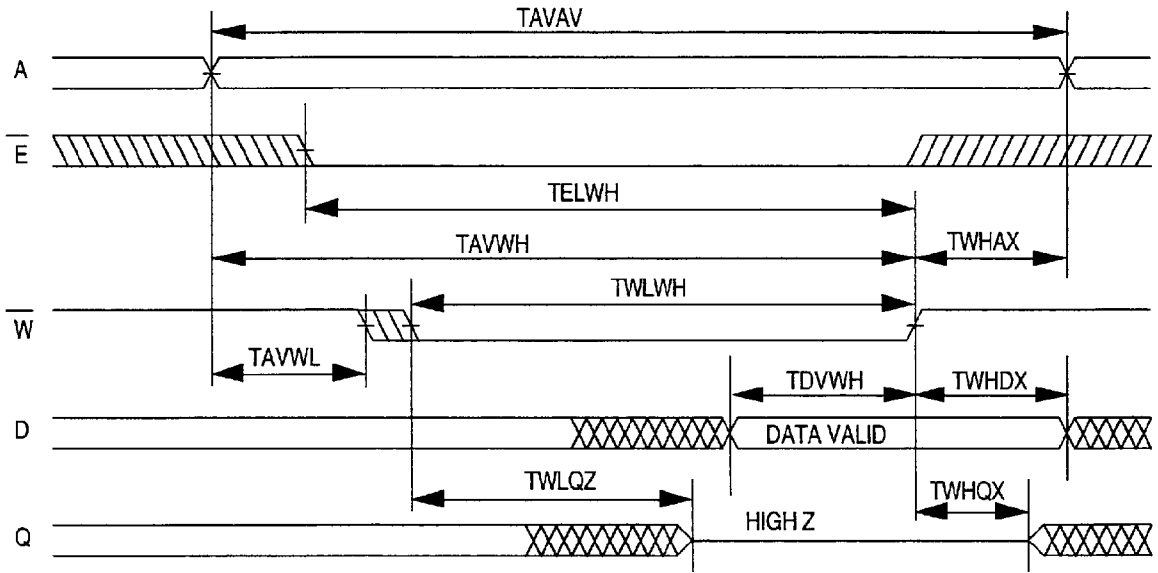 TAVAV
A
E
TELWH
TAVWH TWHAX
TWLWH
W
TAVWL
TDVWH TWHDX
D DATA VALID
TWLQZ TWHQX
HIGH Z
Q